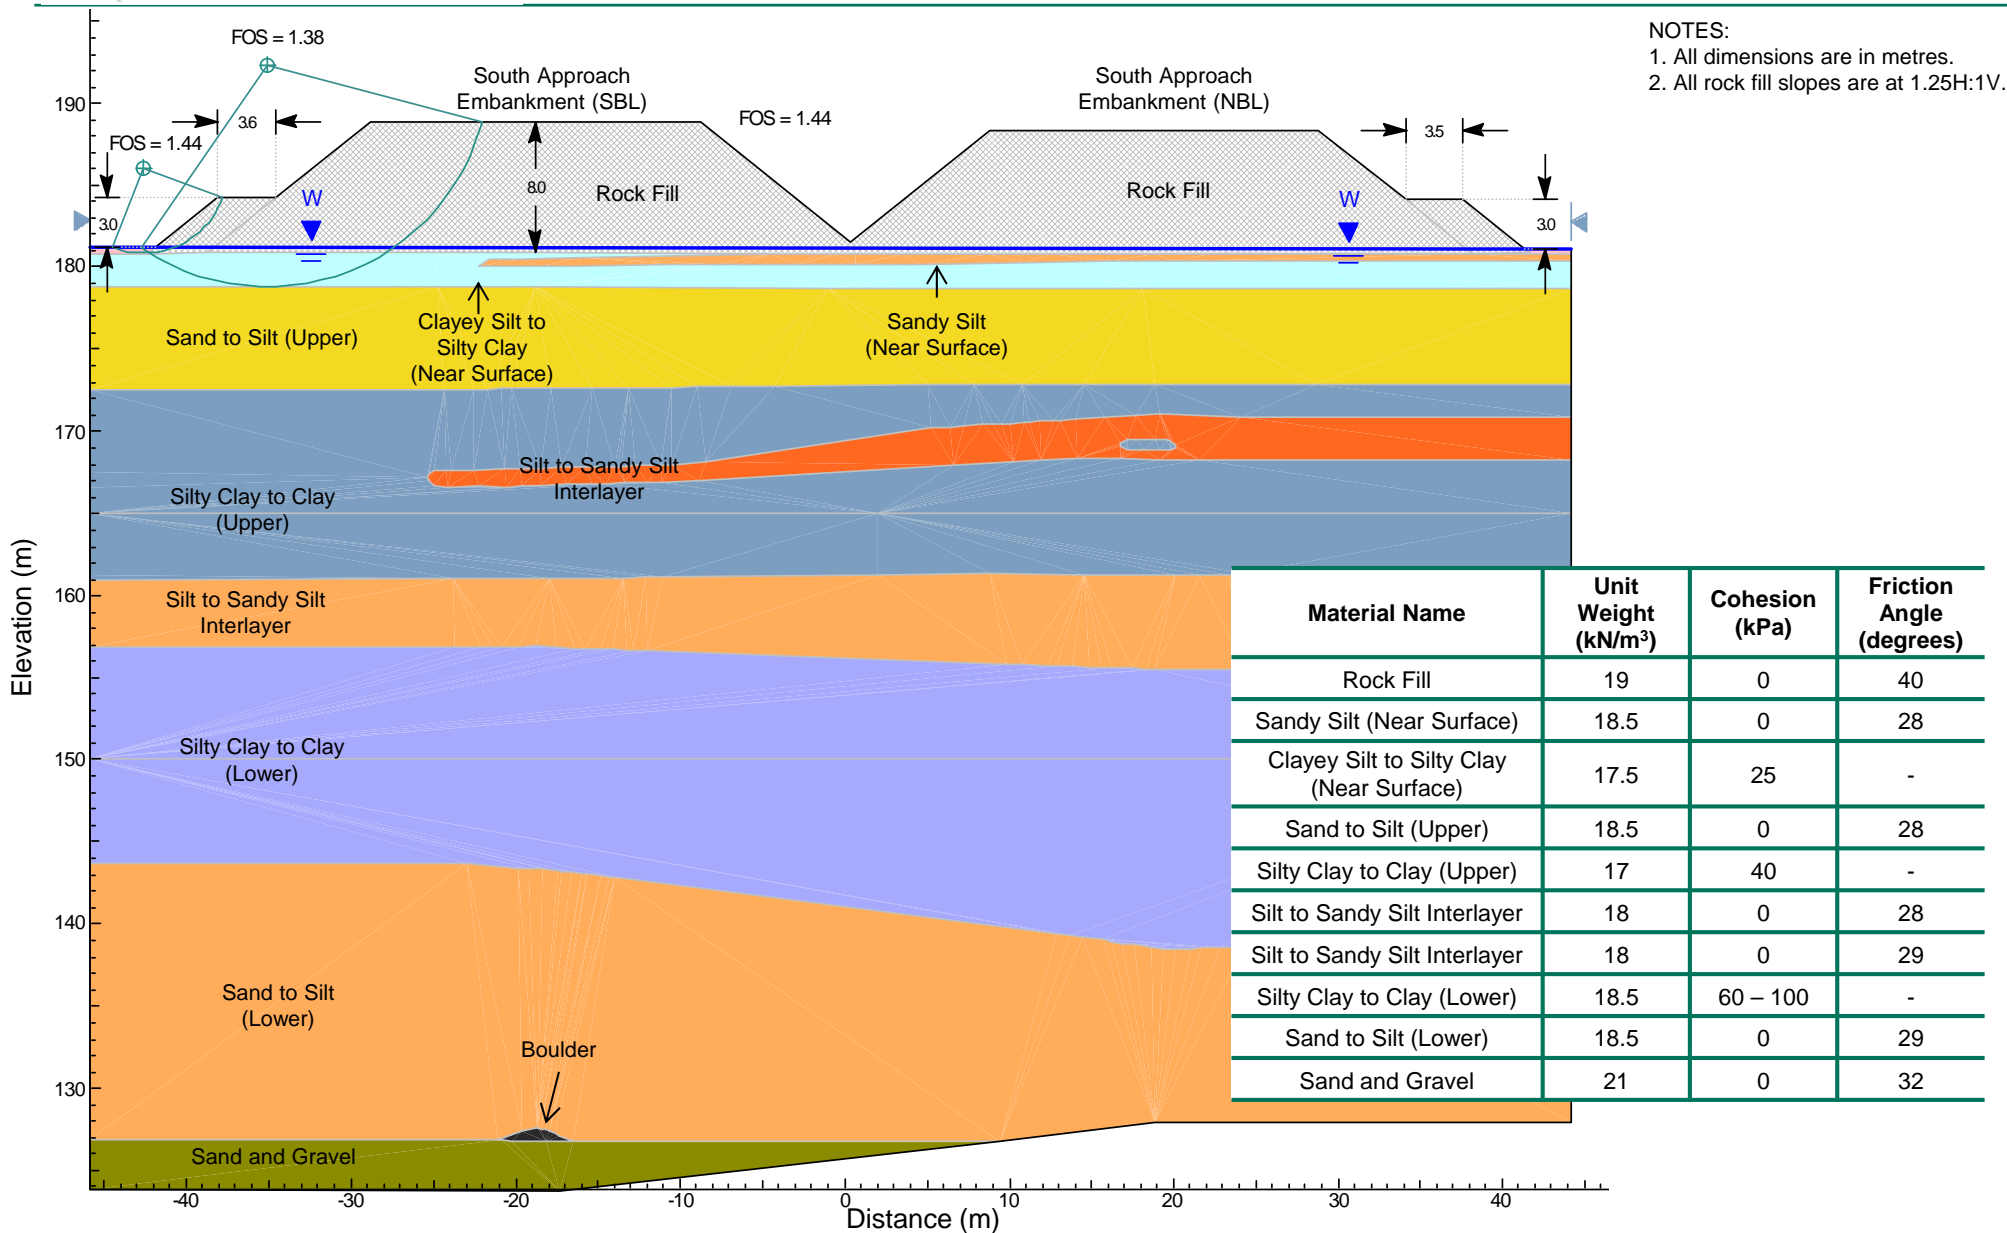 NOTES:
1. All dimensions are in metres.
2. All rock fill slopes are at 1.25H:1V.
FOS = 1.38
South Approach
Embankment (SBL)
South Approach
Embankment (NBL)
FOS = 1.44
FOS = 1.44
3.6
3.5
8.0
3.0
3.0
W
W
Rock Fill
Rock Fill
Sand to Silt (Upper)
Clayey Silt to
Silty Clay
(Near Surface)
Sandy Silt
(Near Surface)
Silt to Sandy Silt
Interlayer
Silty Clay to Clay
(Upper)
Silt to Sandy Silt
Interlayer
Silty Clay to Clay
(Lower)
Sand to Silt
(Lower)
Boulder
Sand and Gravel
Elevation (m)
190
180
170
160
150
140
130
-40
-30
-20
-10
0
10
20
30
40
Distance (m)
Material Name Unit Weight (kN/m³) Cohesion (kPa) Friction Angle (degrees)
Rock Fill 19 0 40
Sandy Silt (Near Surface) 18.5 0 28
Clayey Silt to Silty Clay (Near Surface) 17.5 25 -
Sand to Silt (Upper) 18.5 0 28
Silty Clay to Clay (Upper) 17 40 -
Silt to Sandy Silt Interlayer 18 0 28
Silt to Sandy Silt Interlayer 18 0 29
Silty Clay to Clay (Lower) 18.5 60 – 100 -
Sand to Silt (Lower) 18.5 0 29
Sand and Gravel 21 0 32